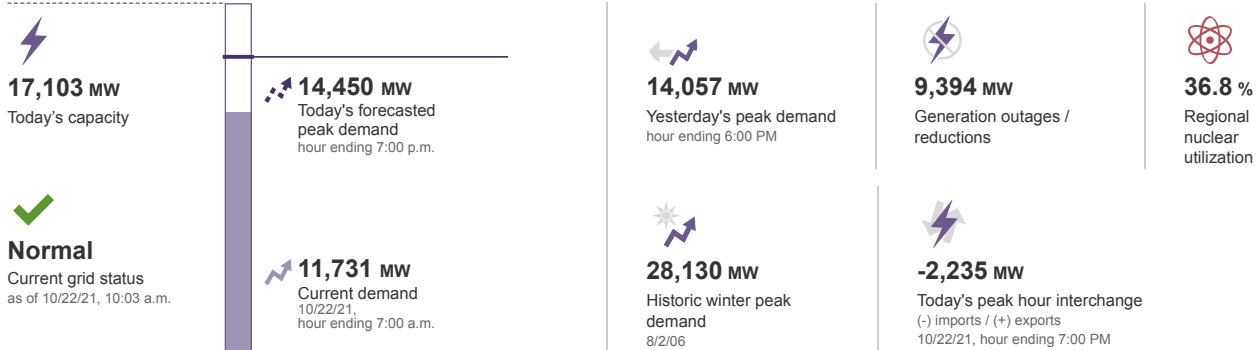 17,103 MW
Today's capacity
14,450 MW
Today's forecasted
peak demand
hour ending 7:00 p.m.
Normal
Current grid status
as of 10/22/21, 10:03 a.m.
11,731 MW
Current demand
10/22/21,
hour ending 7:00 a.m.
14,057 MW
Yesterday's peak demand
hour ending 6:00 PM
9,394 MW
Generation outages /
reductions
36.8 %
Regional
nuclear
utilization
28,130 MW
Historic winter peak
demand
8/2/06
-2,235 MW
Today's peak hour interchange
(-) imports / (+) exports
10/22/21, hour ending 7:00 PM